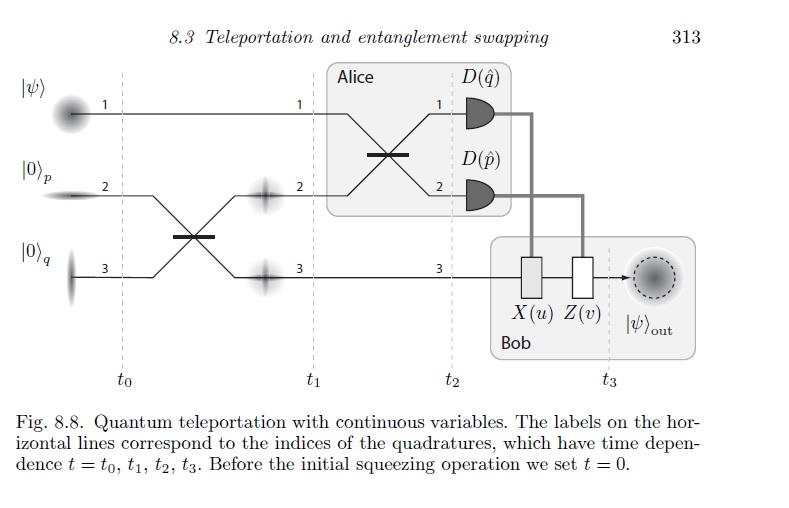 8.3 Teleportation and entanglement swapping 313
Alice
D(q̂)
|ψ⟩
1 1 1
D(p̂)
|0⟩p
2 2 2
|0⟩q
3 3 3
X(u) Z(v)
|ψ⟩out
Bob
t0 t1 t2 t3
Fig. 8.8. Quantum teleportation with continuous variables. The labels on the hor-
izontal lines correspond to the indices of the quadratures, which have time depen-
dence t = t0, t1, t2, t3. Before the initial squeezing operation we set t = 0.